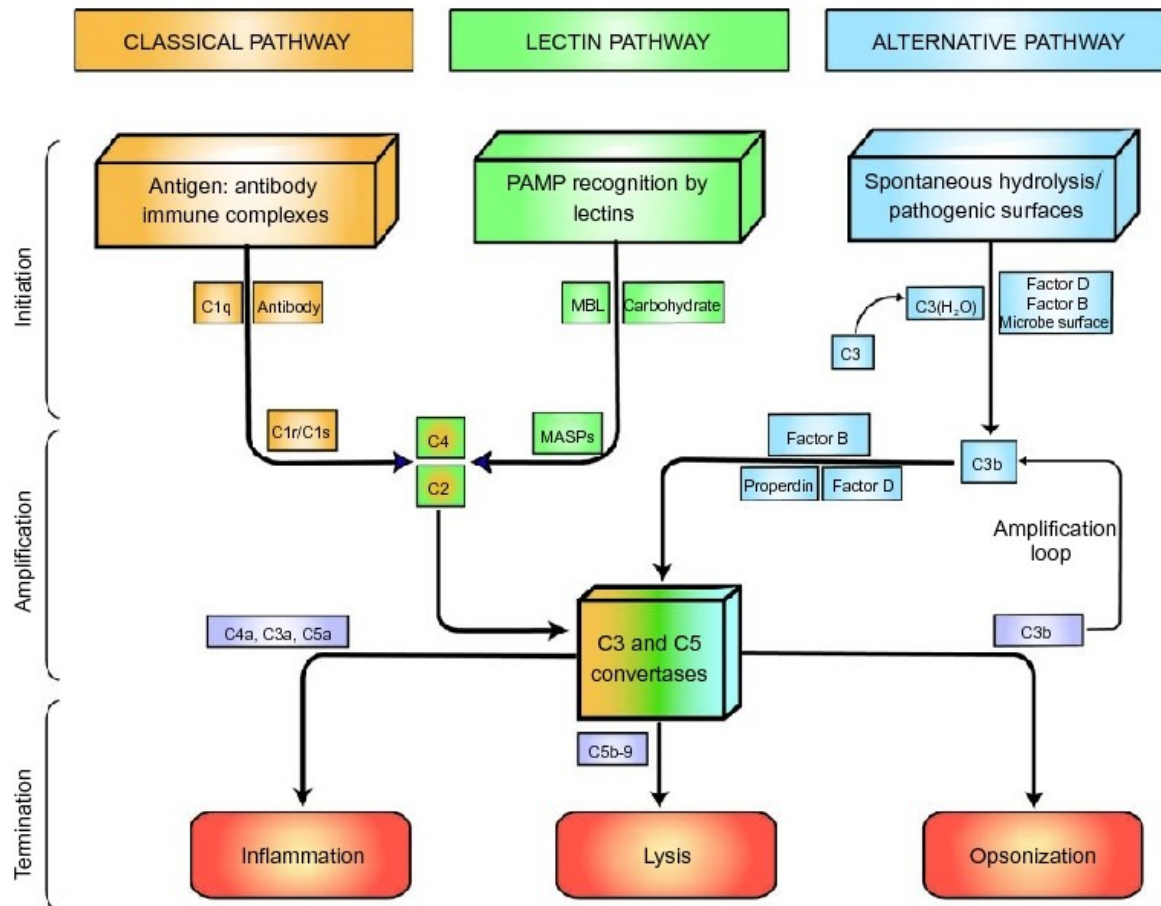 CLASSICAL PATHWAY
LECTIN PATHWAY
ALTERNATIVE PATHWAY
Initiation
Antigen: antibody
immune complexes
PAMP recognition by
lectins
Spontaneous hydrolysis/
pathogenic surfaces
C1q
Antibody
MBL
Carbohydrate
C3(H₂O)
Factor D
Factor B
Microbe surface
C3
Amplification
C1r/C1s
C4
C2
MASPs
Factor B
Properdin
Factor D
C3b
Amplification
loop
C4a, C3a, C5a
C3 and C5
convertases
C3b
Termination
C5b-9
Inflammation
Lysis
Opsonization